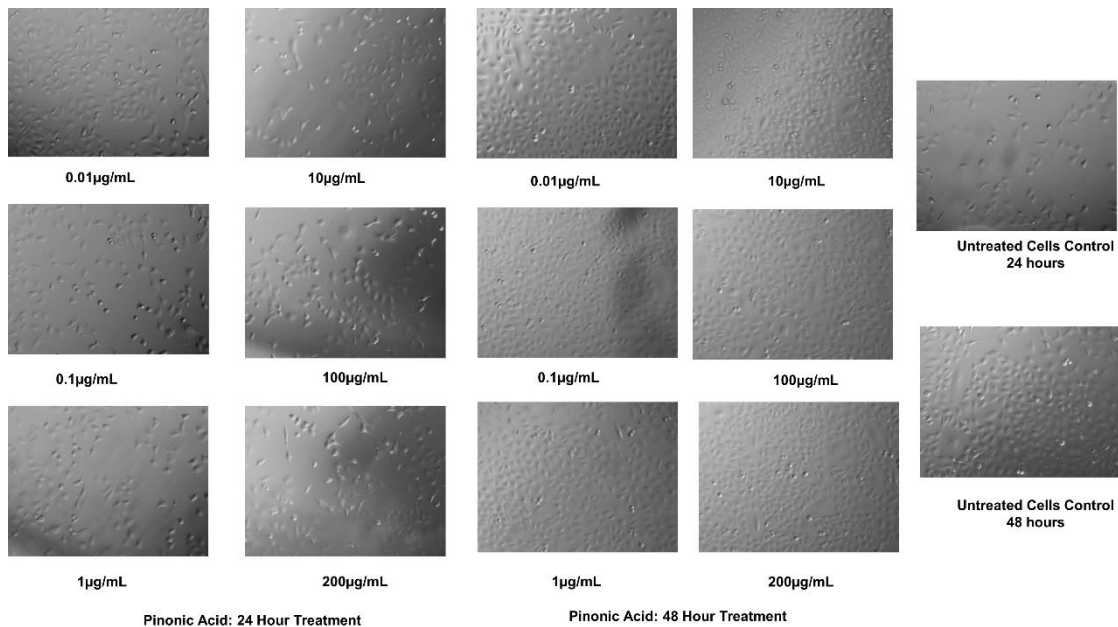 0.01µg/mL
10µg/mL
0.01µg/mL
10µg/mL
Untreated Cells Control
24 hours
0.1µg/mL
100µg/mL
0.1µg/mL
100µg/mL
Untreated Cells Control
48 hours
1µg/mL
200µg/mL
1µg/mL
200µg/mL
Pinonic Acid: 24 Hour Treatment
Pinonic Acid: 48 Hour Treatment